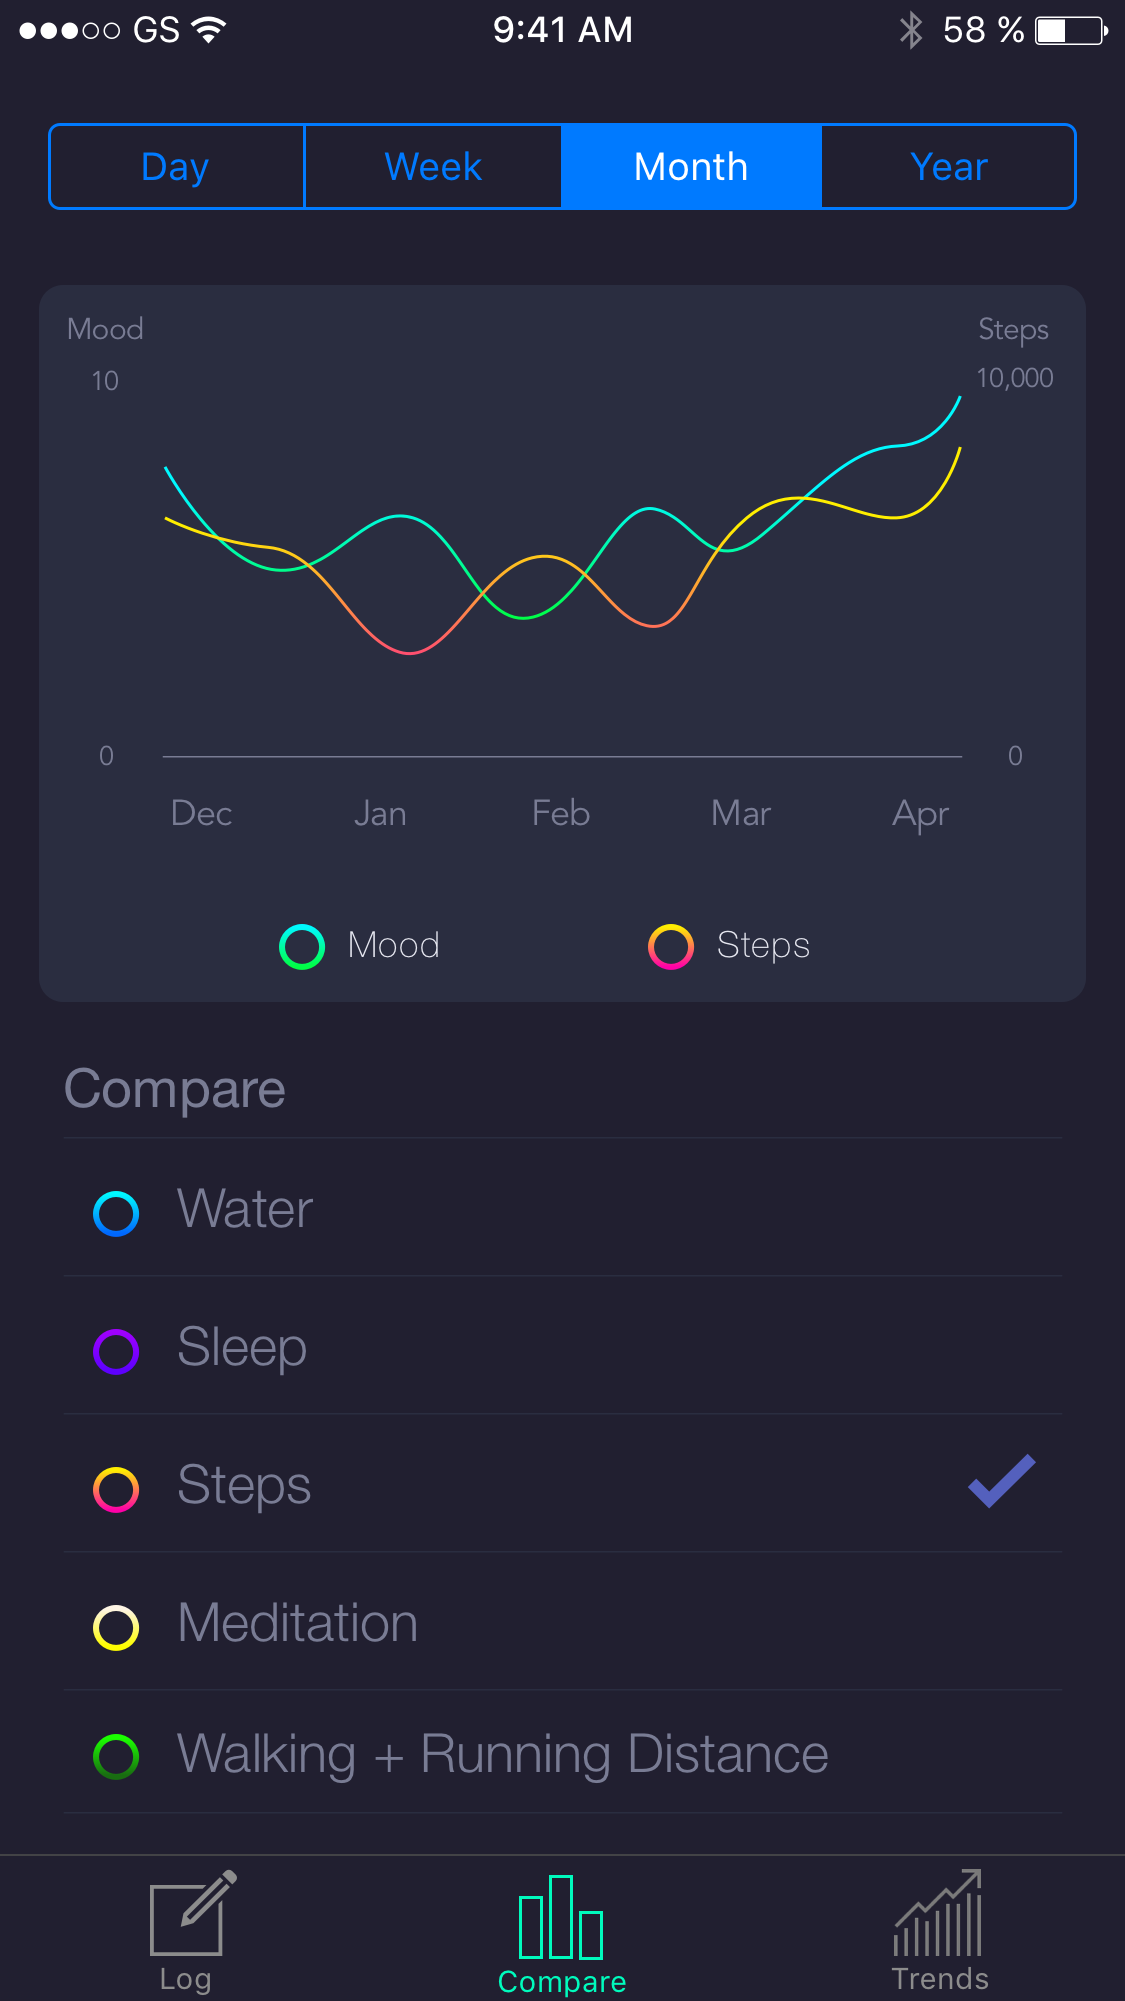 GS 9:41 AM 58 %
Day Week Month Year
Mood Steps
10 10,000
0 0
Dec Jan Feb Mar Apr
Mood Steps
Compare
Water
Sleep
Steps
Meditation
Walking + Running Distance
Log Compare Trends